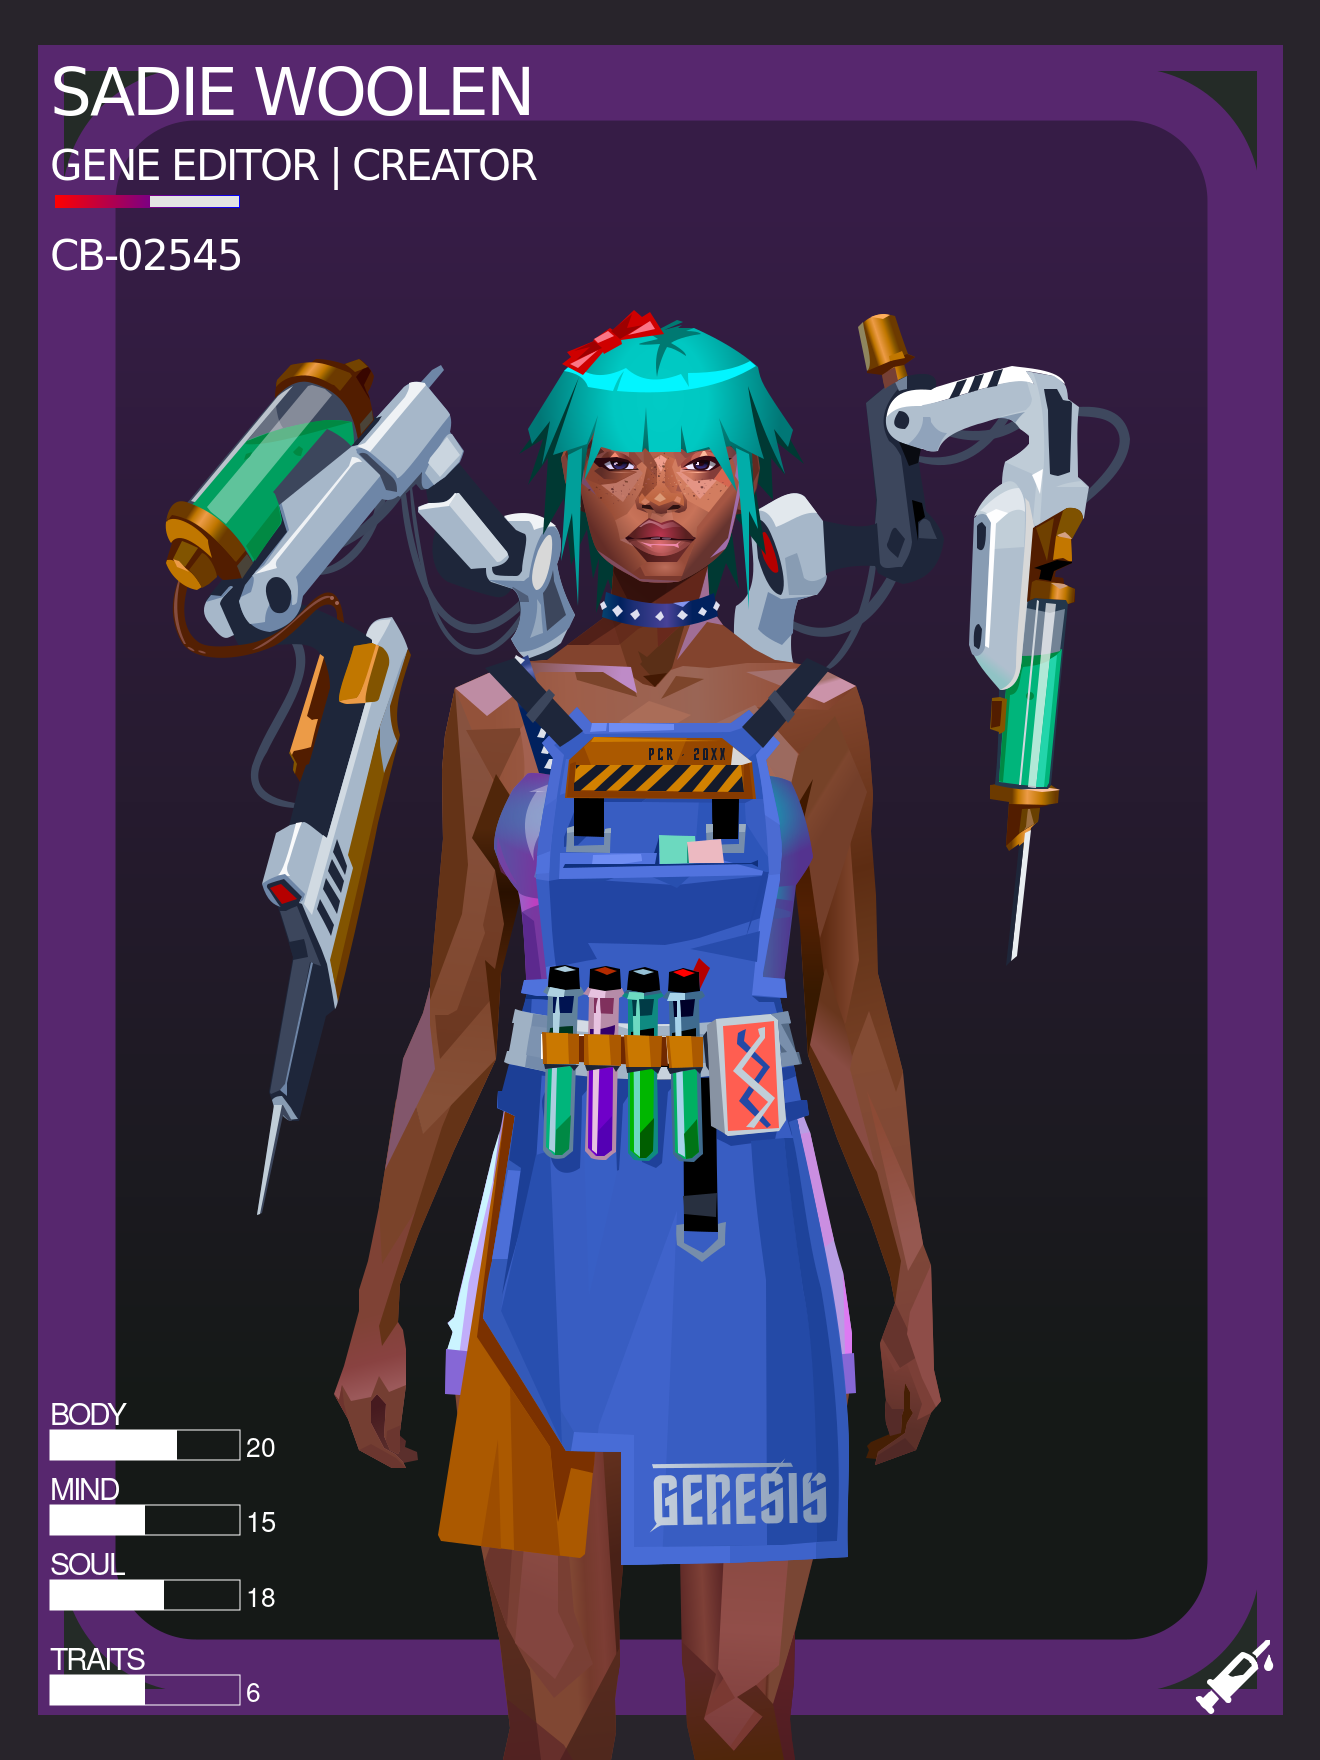 SADIE WOOLEN
GENE EDITOR | CREATOR
CB-02545
PCR - 20XX
GENESIS
BODY
20
MIND
15
SOUL
18
TRAITS
6